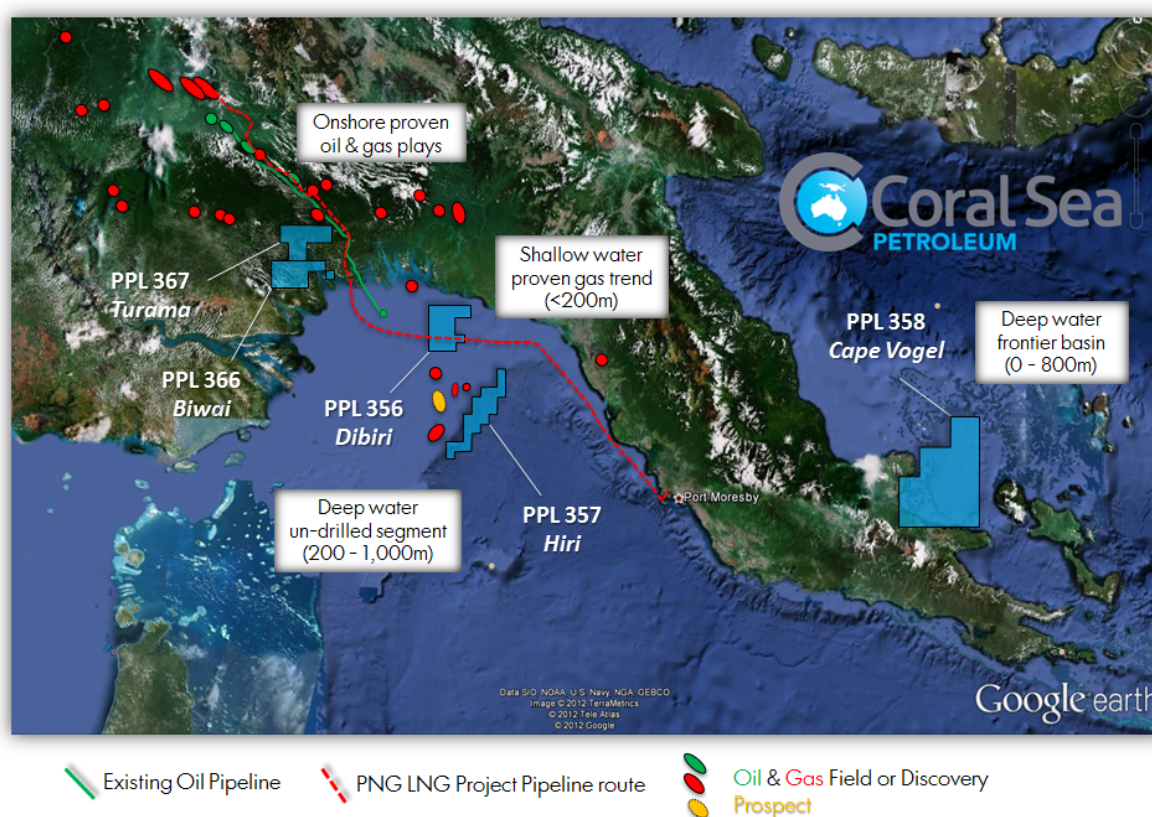 Onshore proven
oil & gas plays
Coral Sea
PETROLEUM
Shallow water
proven gas trend
(<200m)
PPL 367
Turama
PPL 358
Cape Vogel
Deep water
frontier basin
(0 - 800m)
PPL 366
Biwai
PPL 356
Dibiri
Port Moresby
Deep water
un-drilled segment
(200 - 1,000m)
PPL 357
Hiri
Data SIO, NOAA, U.S. Navy, NGA, GEBCO
Image © 2012 TerraMetrics
© 2012 Tele Atlas
© 2012 Google
Google earth
Existing Oil Pipeline
PNG LNG Project Pipeline route
Oil & Gas Field or Discovery
Prospect